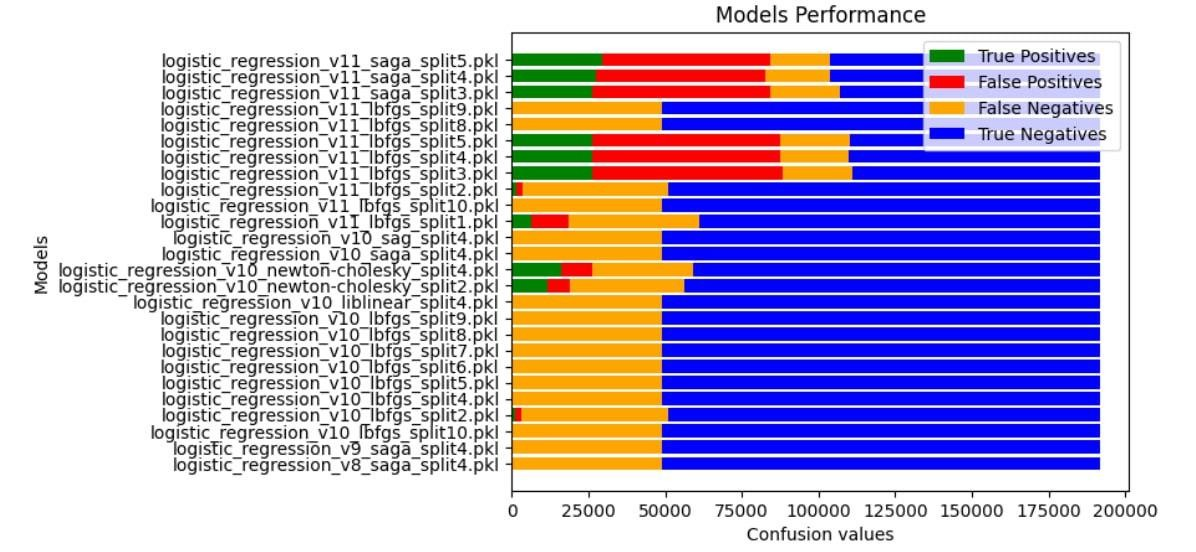 Models Performance
logistic_regression_v11_saga_split5.pkl
logistic_regression_v11_saga_split4.pkl
logistic_regression_v11_saga_split3.pkl
logistic_regression_v11_lbfgs_split9.pkl
logistic_regression_v11_lbfgs_split8.pkl
logistic_regression_v11_lbfgs_split5.pkl
logistic_regression_v11_lbfgs_split4.pkl
logistic_regression_v11_lbfgs_split3.pkl
logistic_regression_v11_lbfgs_split2.pkl
logistic_regression_v11_lbfgs_split10.pkl
logistic_regression_v11_lbfgs_split1.pkl
logistic_regression_v10_sag_split4.pkl
logistic_regression_v10_saga_split4.pkl
logistic_regression_v10_newton-cholesky_split4.pkl
logistic_regression_v10_newton-cholesky_split2.pkl
logistic_regression_v10_liblinear_split4.pkl
logistic_regression_v10_lbfgs_split9.pkl
logistic_regression_v10_lbfgs_split8.pkl
logistic_regression_v10_lbfgs_split7.pkl
logistic_regression_v10_lbfgs_split6.pkl
logistic_regression_v10_lbfgs_split5.pkl
logistic_regression_v10_lbfgs_split4.pkl
logistic_regression_v10_lbfgs_split2.pkl
logistic_regression_v10_lbfgs_split10.pkl
logistic_regression_v9_saga_split4.pkl
logistic_regression_v8_saga_split4.pkl
Models
True Positives
False Positives
False Negatives
True Negatives
0 25000 50000 75000 100000 125000 150000 175000 200000
Confusion values